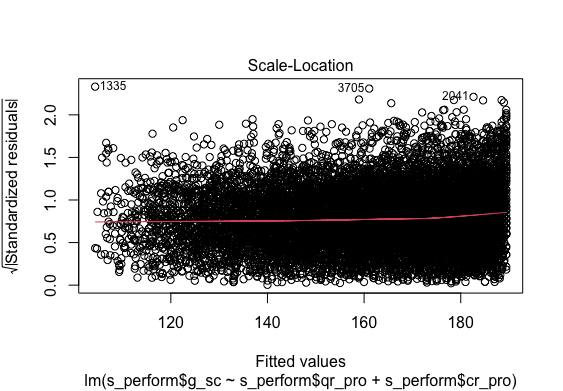 Scale-Location
1335
3705
2041
√|Standardized residuals|
0.0 0.5 1.0 1.5 2.0
120 140 160 180
Fitted values
lm(s_perform$g_sc ~ s_perform$qr_pro + s_perform$cr_pro)